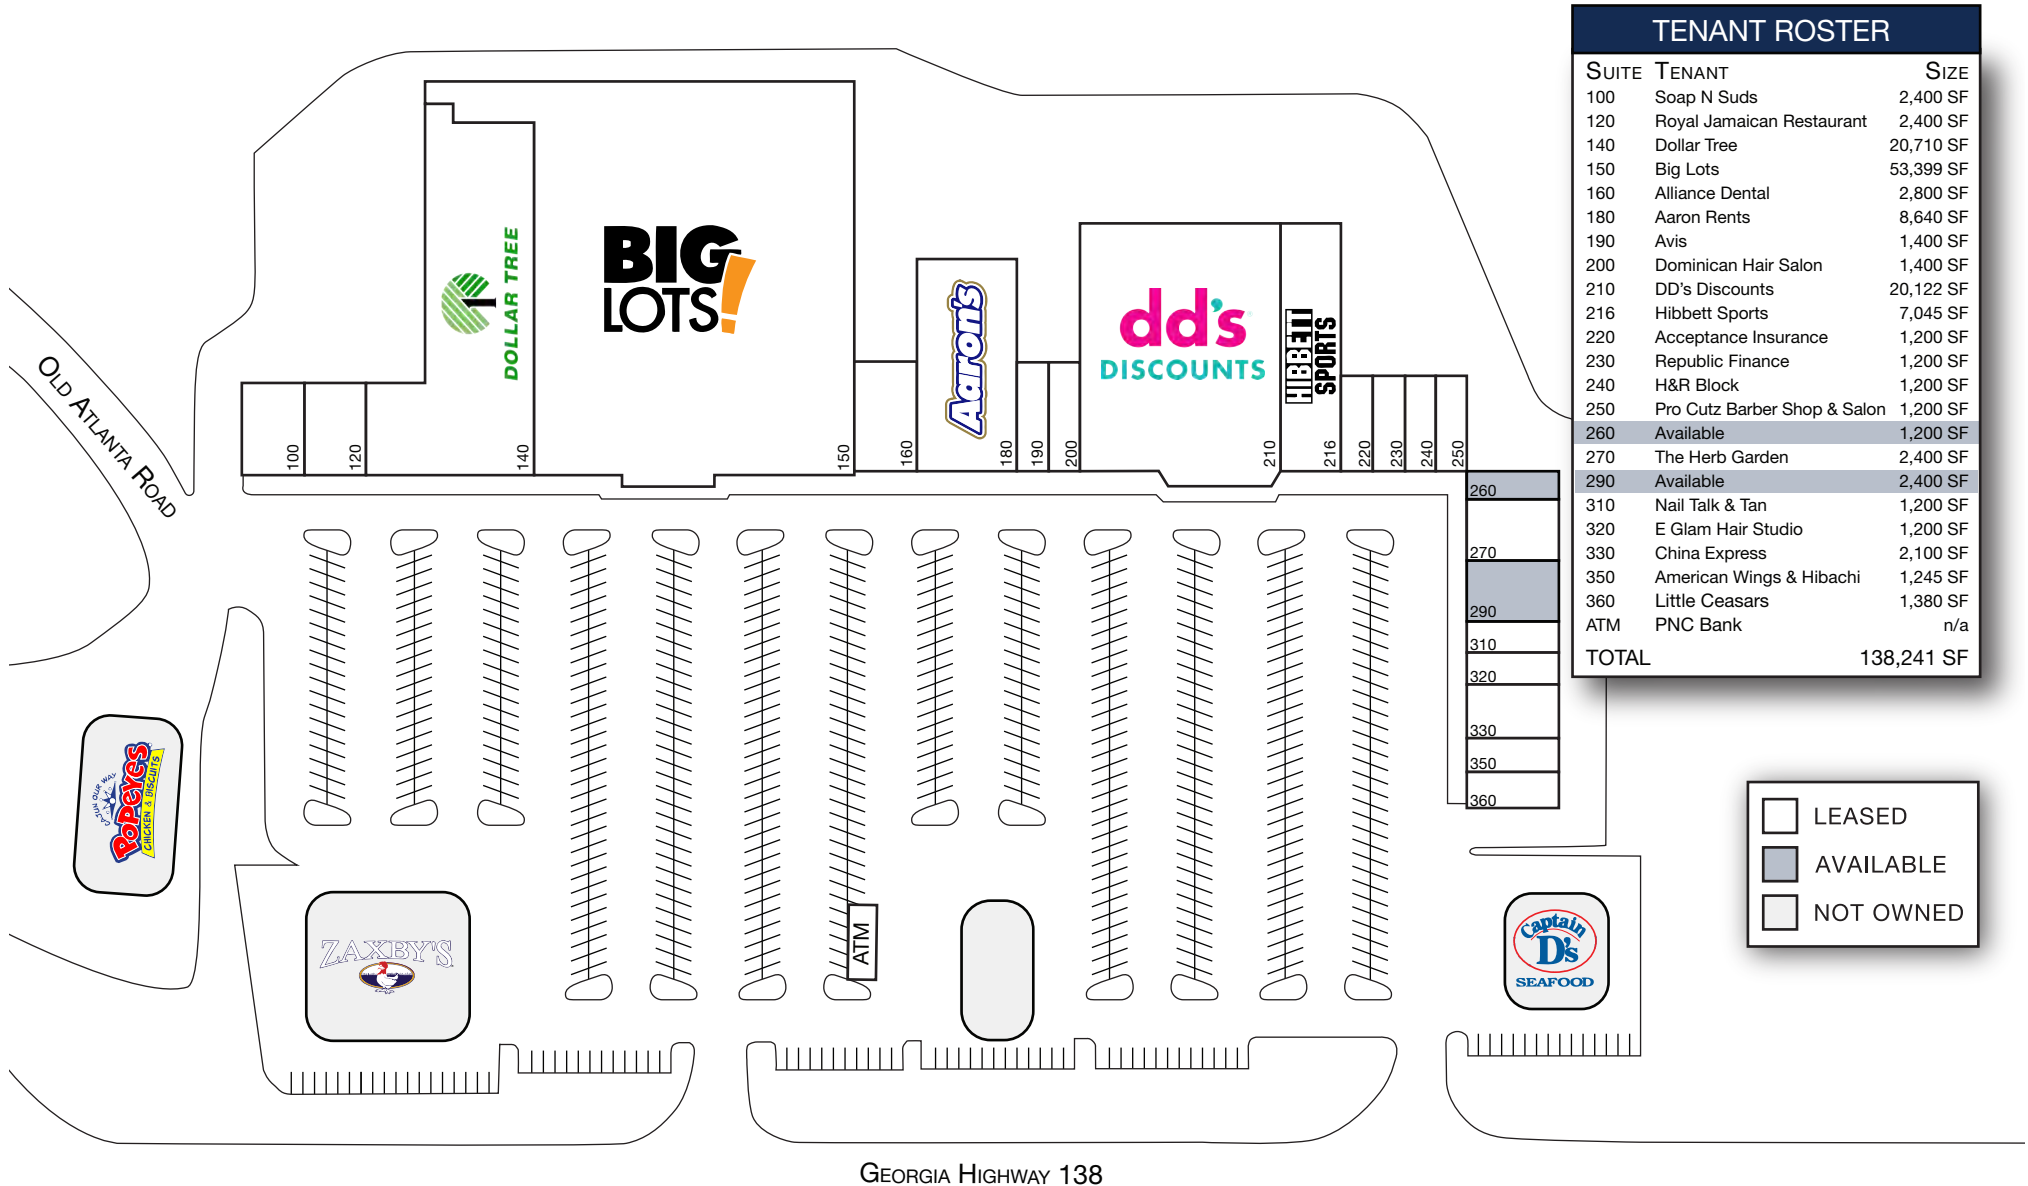 TENANT ROSTER
SUITE TENANT SIZE
100 Soap N Suds 2,400 SF
120 Royal Jamaican Restaurant 2,400 SF
140 Dollar Tree 20,710 SF
150 Big Lots 53,399 SF
160 Alliance Dental 2,800 SF
180 Aaron Rents 8,640 SF
190 Avis 1,400 SF
200 Dominican Hair Salon 1,400 SF
210 DD's Discounts 20,122 SF
216 Hibbett Sports 7,045 SF
220 Acceptance Insurance 1,200 SF
230 Republic Finance 1,200 SF
240 H&R Block 1,200 SF
250 Pro Cutz Barber Shop & Salon 1,200 SF
260 Available 1,200 SF
270 The Herb Garden 2,400 SF
290 Available 2,400 SF
310 Nail Talk & Tan 1,200 SF
320 E Glam Hair Studio 1,200 SF
330 China Express 2,100 SF
350 American Wings & Hibachi 1,245 SF
360 Little Ceasars 1,380 SF
ATM PNC Bank n/a
TOTAL 138,241 SF
LEASED
AVAILABLE
NOT OWNED
OLD ATLANTA ROAD
DOLLAR TREE
1
BIG
LOTS!
Aaron's
dd's
DISCOUNTS
HIBBETT
SPORTS
100
120
140
150
160
180
190
200
210
216
220
230
240
250
260
270
290
310
320
330
350
360
CAJUN OUR WAY
POPEYES
CHICKEN & BISCUITS
ZAXBY'S
ATM
Captain
D's
SEAFOOD
GEORGIA HIGHWAY 138